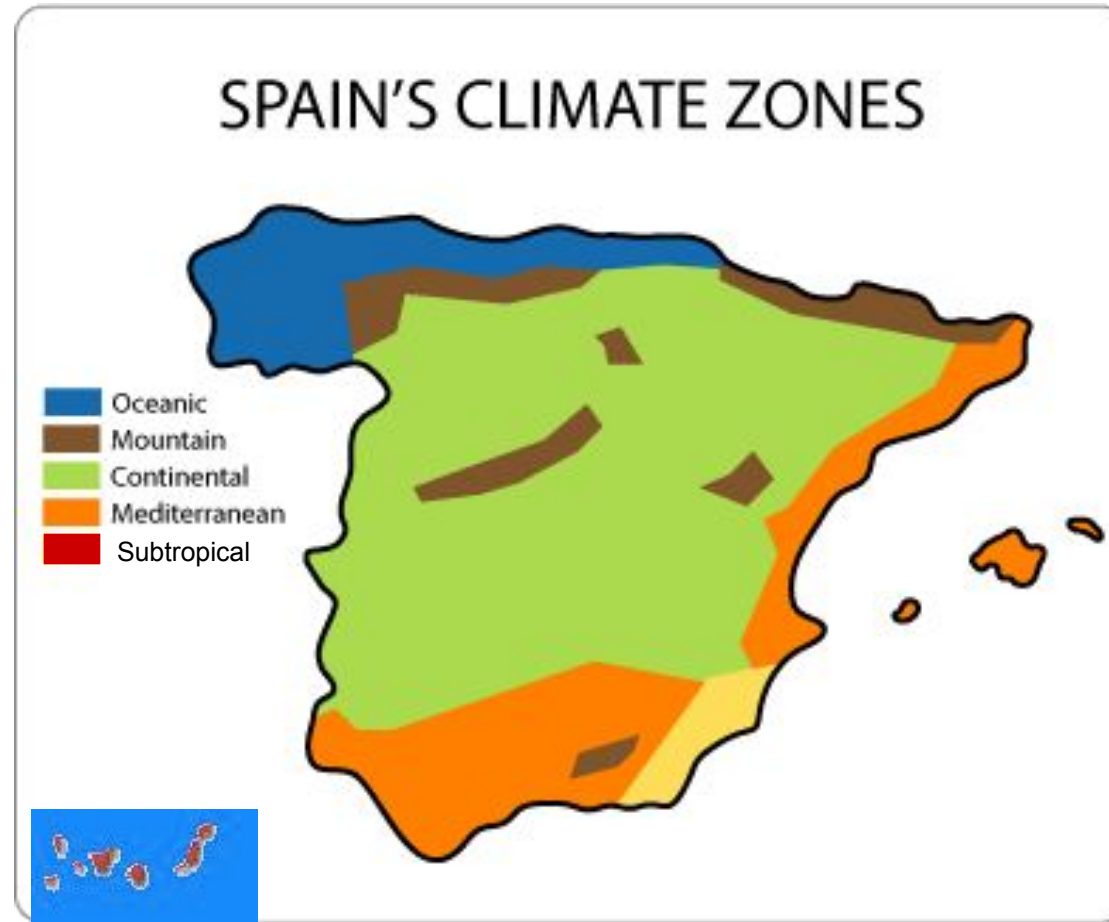 SPAIN'S CLIMATE ZONES
Oceanic
Mountain
Continental
Mediterranean
Subtropical